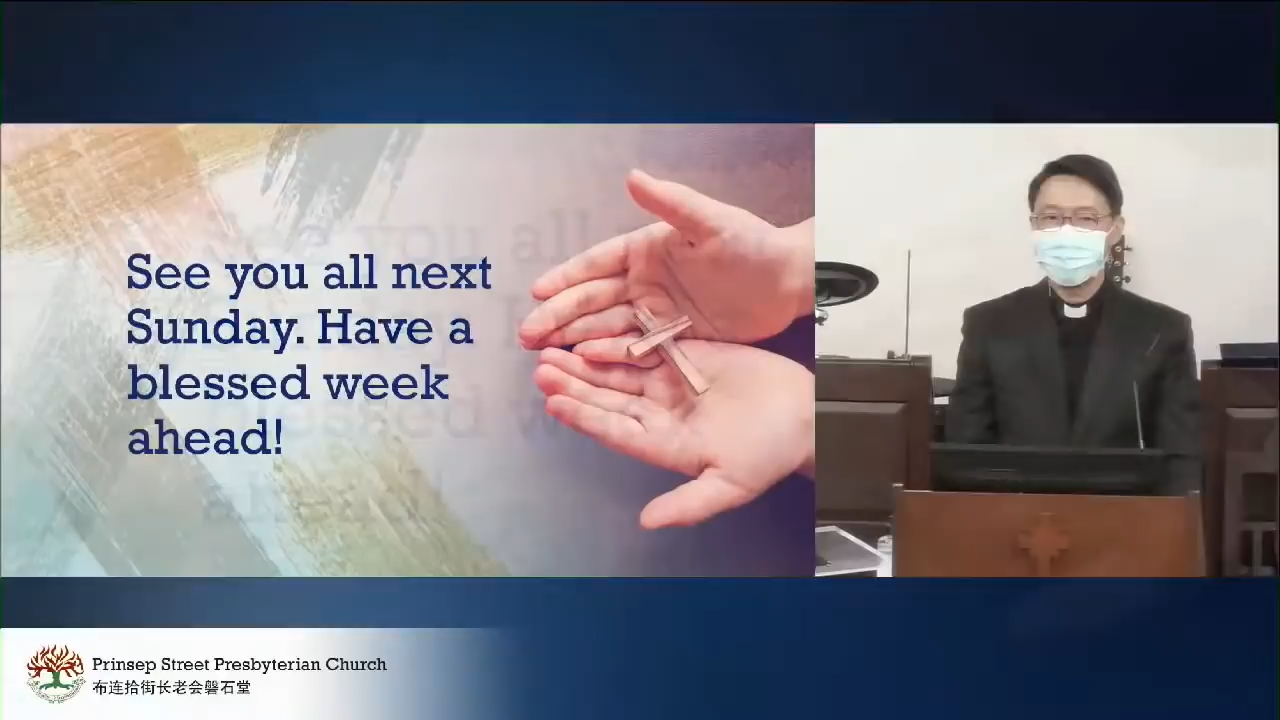 See you all next
Sunday. Have a
blessed week
ahead!
Prinsep Street Presbyterian Church
布连拾街长老会磐石堂